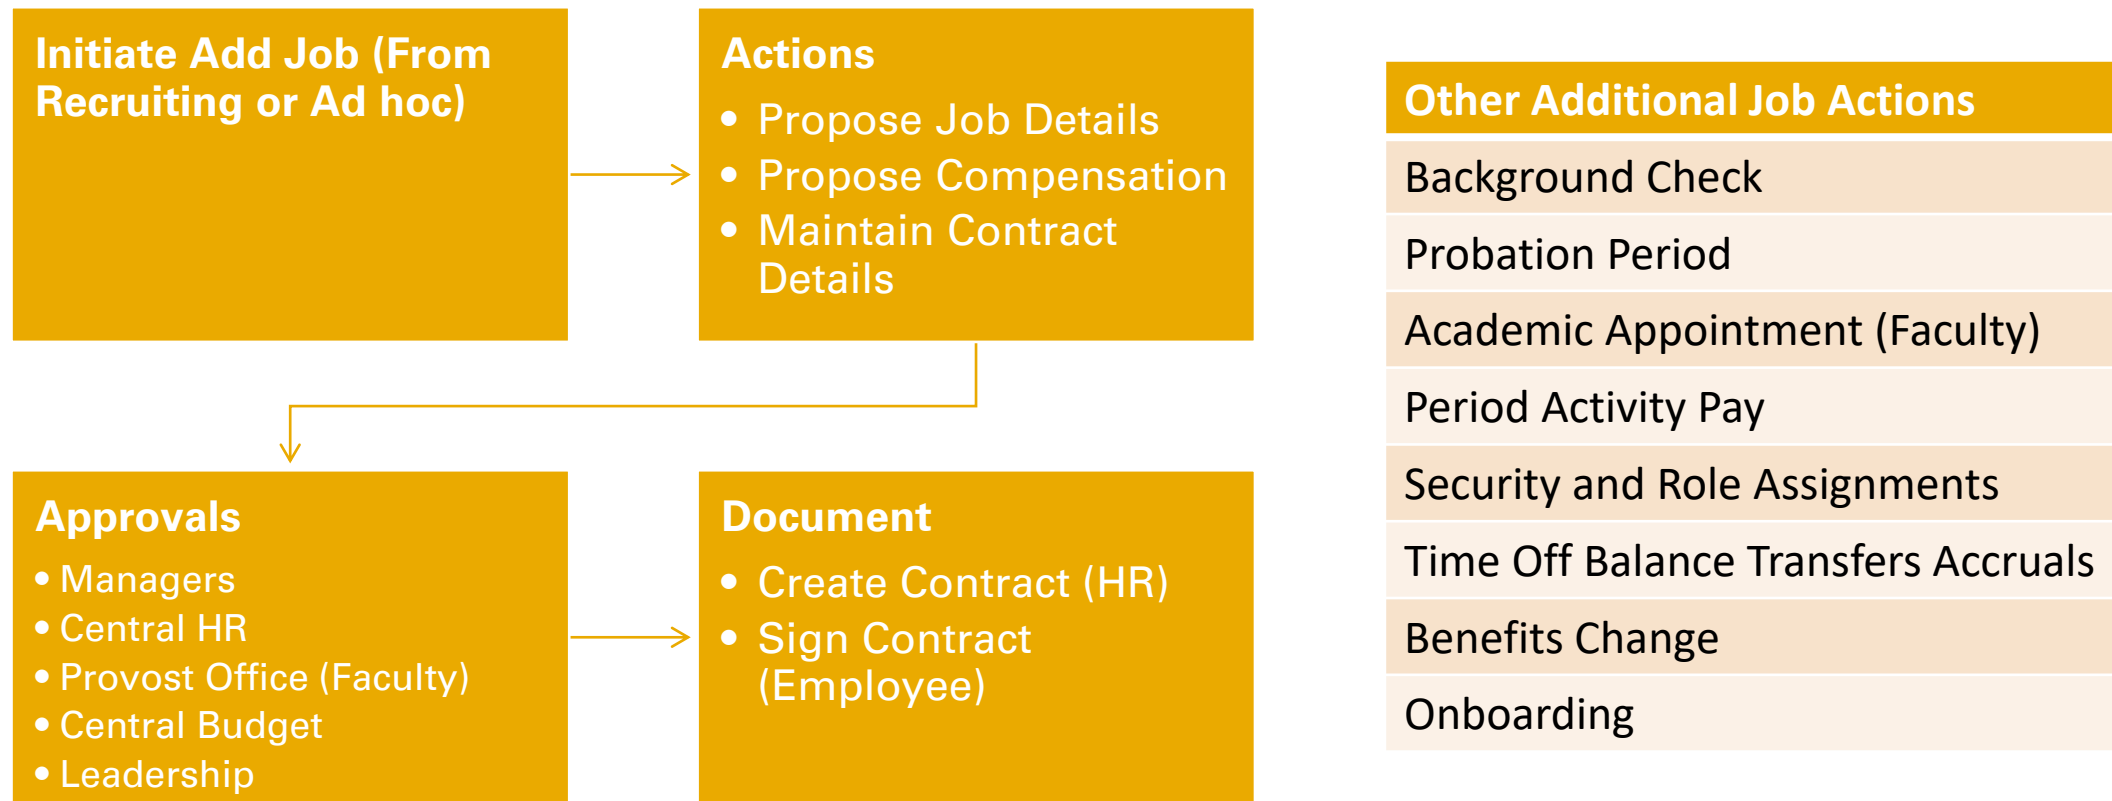 Initiate Add Job (From
Recruiting or Ad hoc)
Actions
• Propose Job Details
• Propose Compensation
• Maintain Contract
Details
Approvals
• Managers
• Central HR
• Provost Office (Faculty)
• Central Budget
• Leadership
Document
• Create Contract (HR)
• Sign Contract
(Employee)
Other Additional Job Actions
Background Check
Probation Period
Academic Appointment (Faculty)
Period Activity Pay
Security and Role Assignments
Time Off Balance Transfers Accruals
Benefits Change
Onboarding